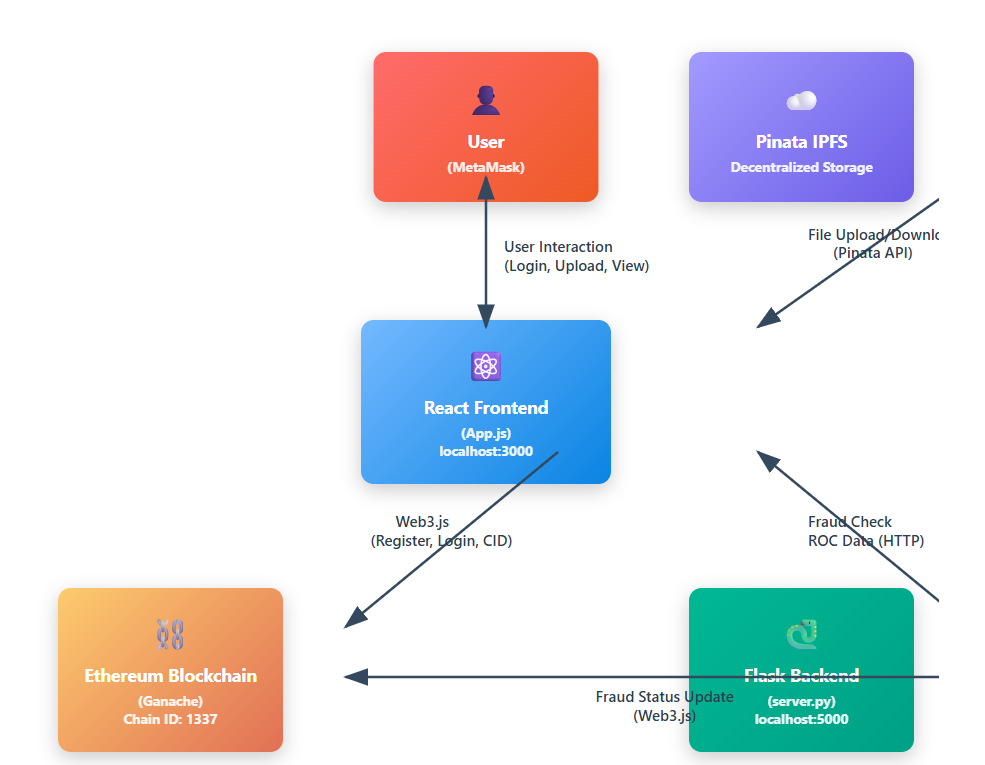 User
(MetaMask)
Pinata IPFS
Decentralized Storage
User Interaction
(Login, Upload, View)
File Upload/Downlo
(Pinata API)
React Frontend
(App.js)
localhost:3000
Web3.js
(Register, Login, CID)
Fraud Check
ROC Data (HTTP)
Ethereum Blockchain
(Ganache)
Chain ID: 1337
Fraud Status Update
(Web3.js)
Flask Backend
(server.py)
localhost:5000